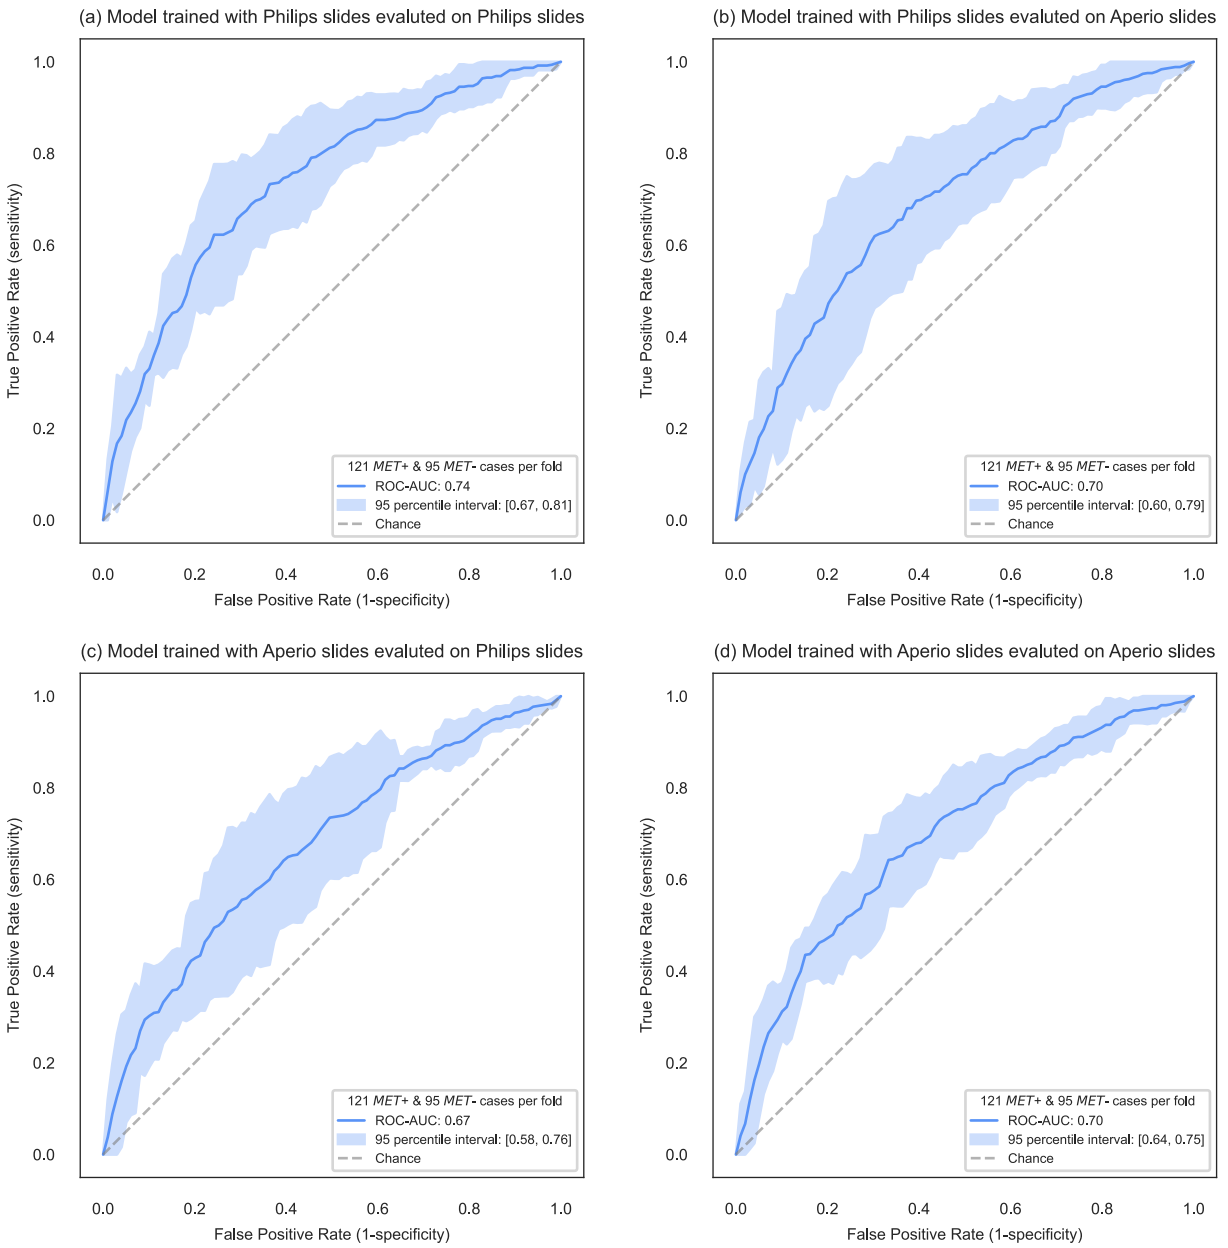 (a) Model trained with Philips slides evaluted on Philips slides
True Positive Rate (sensitivity)
1.0
0.8
0.6
0.4
0.2
0.0
121 MET+ & 95 MET- cases per fold
ROC-AUC: 0.74
95 percentile interval: [0.67, 0.81]
Chance
0.0 0.2 0.4 0.6 0.8 1.0
False Positive Rate (1-specificity)
(b) Model trained with Philips slides evaluted on Aperio slides
True Positive Rate (sensitivity)
1.0
0.8
0.6
0.4
0.2
0.0
121 MET+ & 95 MET- cases per fold
ROC-AUC: 0.70
95 percentile interval: [0.60, 0.79]
Chance
0.0 0.2 0.4 0.6 0.8 1.0
False Positive Rate (1-specificity)
(c) Model trained with Aperio slides evaluted on Philips slides
True Positive Rate (sensitivity)
1.0
0.8
0.6
0.4
0.2
0.0
121 MET+ & 95 MET- cases per fold
ROC-AUC: 0.67
95 percentile interval: [0.58, 0.76]
Chance
0.0 0.2 0.4 0.6 0.8 1.0
False Positive Rate (1-specificity)
(d) Model trained with Aperio slides evaluted on Aperio slides
True Positive Rate (sensitivity)
1.0
0.8
0.6
0.4
0.2
0.0
121 MET+ & 95 MET- cases per fold
ROC-AUC: 0.70
95 percentile interval: [0.64, 0.75]
Chance
0.0 0.2 0.4 0.6 0.8 1.0
False Positive Rate (1-specificity)